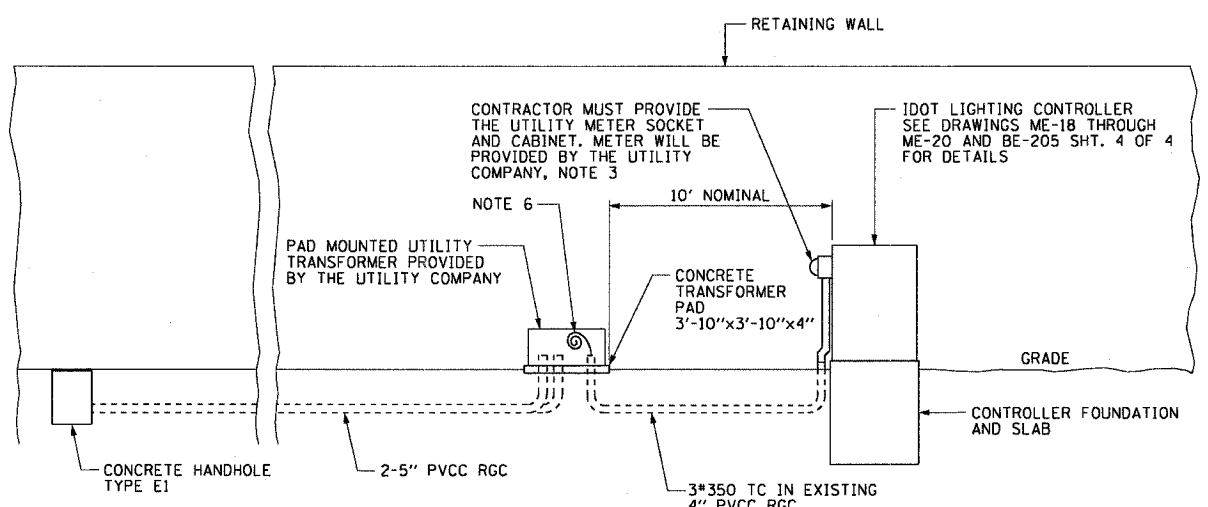 RETAINING WALL
CONTRACTOR MUST PROVIDE
THE UTILITY METER SOCKET
AND CABINET. METER WILL BE
PROVIDED BY THE UTILITY
COMPANY, NOTE 3
IDOT LIGHTING CONTROLLER
SEE DRAWINGS ME-18 THROUGH
ME-20 AND BE-205 SHT. 4 OF 4
FOR DETAILS
10' NOMINAL
NOTE 6
PAD MOUNTED UTILITY
TRANSFORMER PROVIDED
BY THE UTILITY COMPANY
CONCRETE
TRANSFORMER
PAD
3'-10"x3'-10"x4"
GRADE
CONTROLLER FOUNDATION
AND SLAB
CONCRETE HANDHOLE
TYPE E1
2-5" PVCC RGC
3#350 TC IN EXISTING
4" PVCC RGC